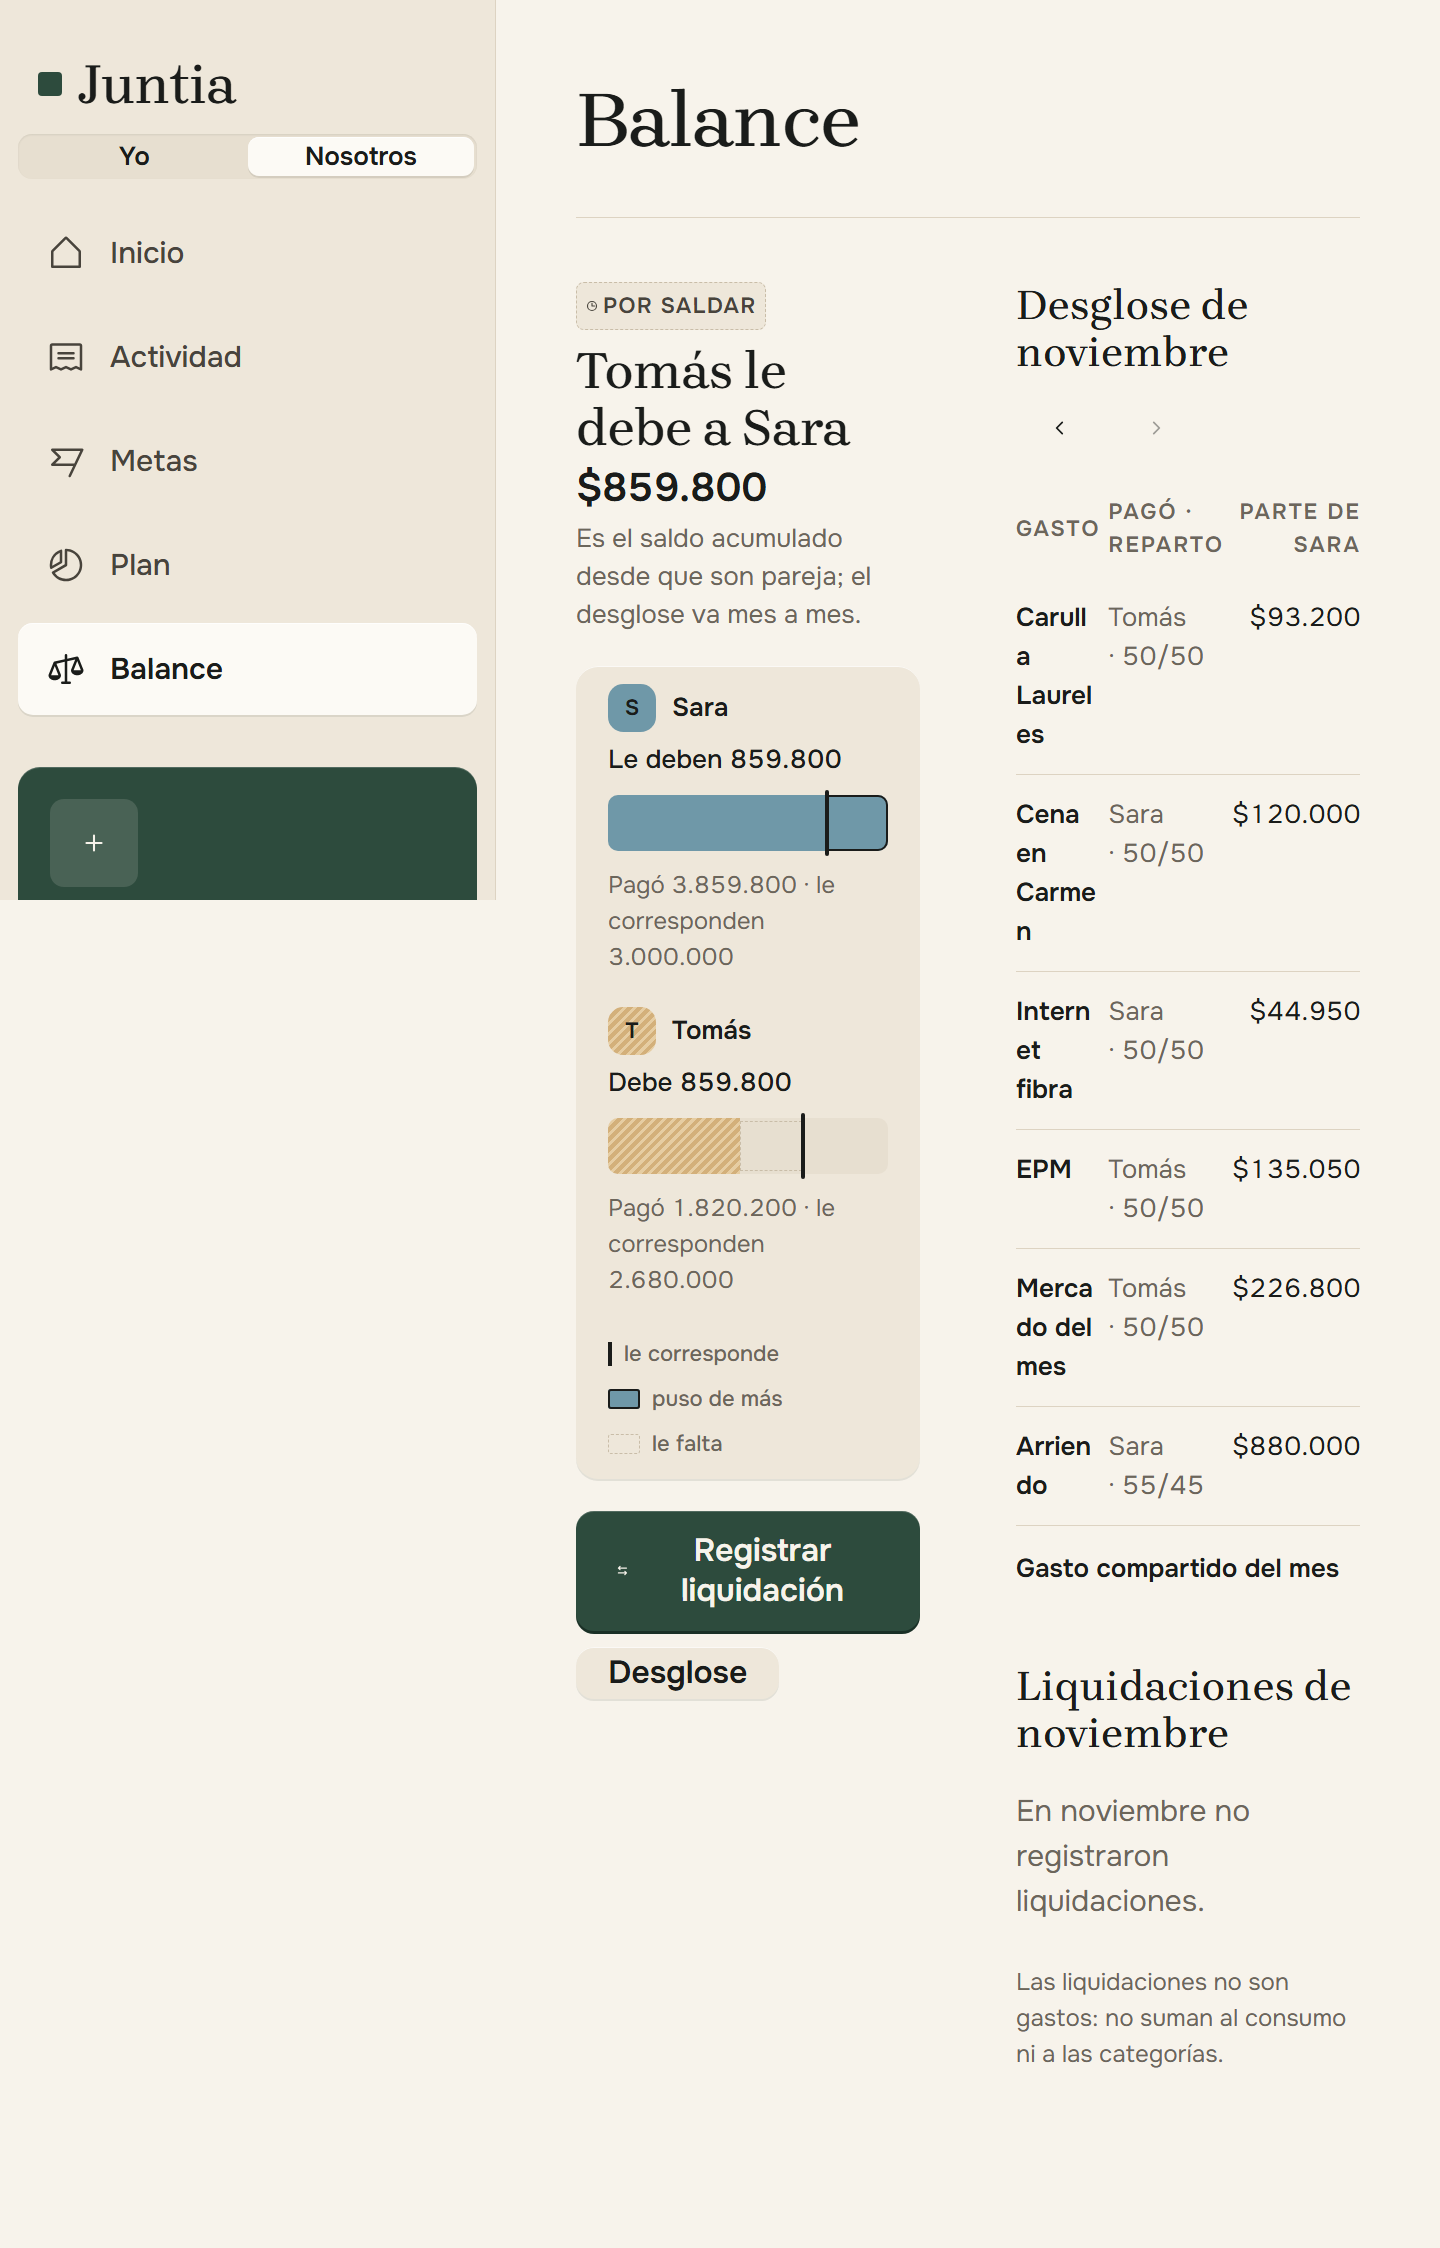 Juntia
Yo
Nosotros
Inicio
Actividad
Metas
Plan
Balance
+
Balance
POR SALDAR
Tomás le
debe a Sara
$859.800
Es el saldo acumulado
desde que son pareja; el
desglose va mes a mes.
S
Sara
Le deben 859.800
Pagó 3.859.800 · le
corresponden
3.000.000
T
Tomás
Debe 859.800
Pagó 1.820.200 · le
corresponden
2.680.000
le corresponde
puso de más
le falta
Registrar
liquidación
Desglose
Desglose de
noviembre
GASTO
PAGÓ ·
REPARTO
PARTE DE
SARA
Carull
a
Laurel
es
Tomás
· 50/50
$93.200
Cena
en
Carme
n
Sara
· 50/50
$120.000
Intern
et
fibra
Sara
· 50/50
$44.950
EPM
Tomás
· 50/50
$135.050
Merca
do del
mes
Tomás
· 50/50
$226.800
Arrien
do
Sara
· 55/45
$880.000
Gasto compartido del mes
Liquidaciones de
noviembre
En noviembre no
registraron
liquidaciones.
Las liquidaciones no son
gastos: no suman al consumo
ni a las categorías.